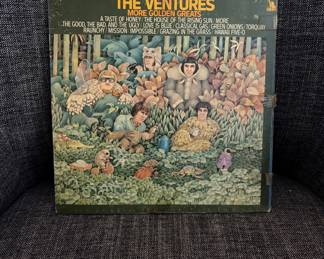 THE VENTURES
MORE GOLDEN GREATS
A TASTE OF HONEY · THE HOUSE OF THE RISING SUN · MORE
THE GOOD, THE BAD, AND THE UGLY · LOVE IS BLUE · CLASSICAL GAS · GREEN ONIONS · TORQUAY
RAUNCHY · MISSION: IMPOSSIBLE · GRAZING IN THE GRASS · HAWAII FIVE-O